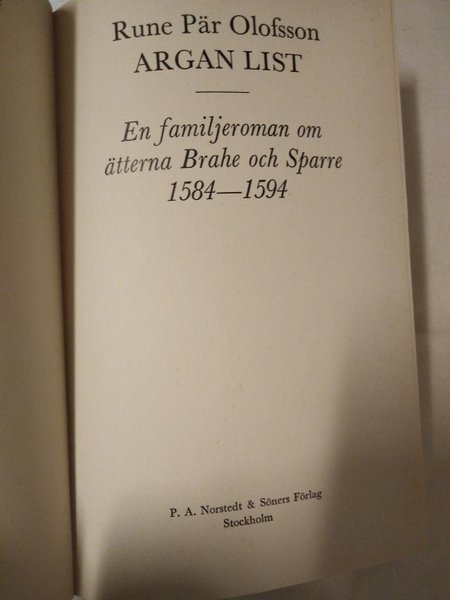 Rune Pär Olofsson
ARGAN LIST
En familjeroman om
ätterna Brahe och Sparre
1584—1594
P. A. Norstedt & Söners Förlag
Stockholm